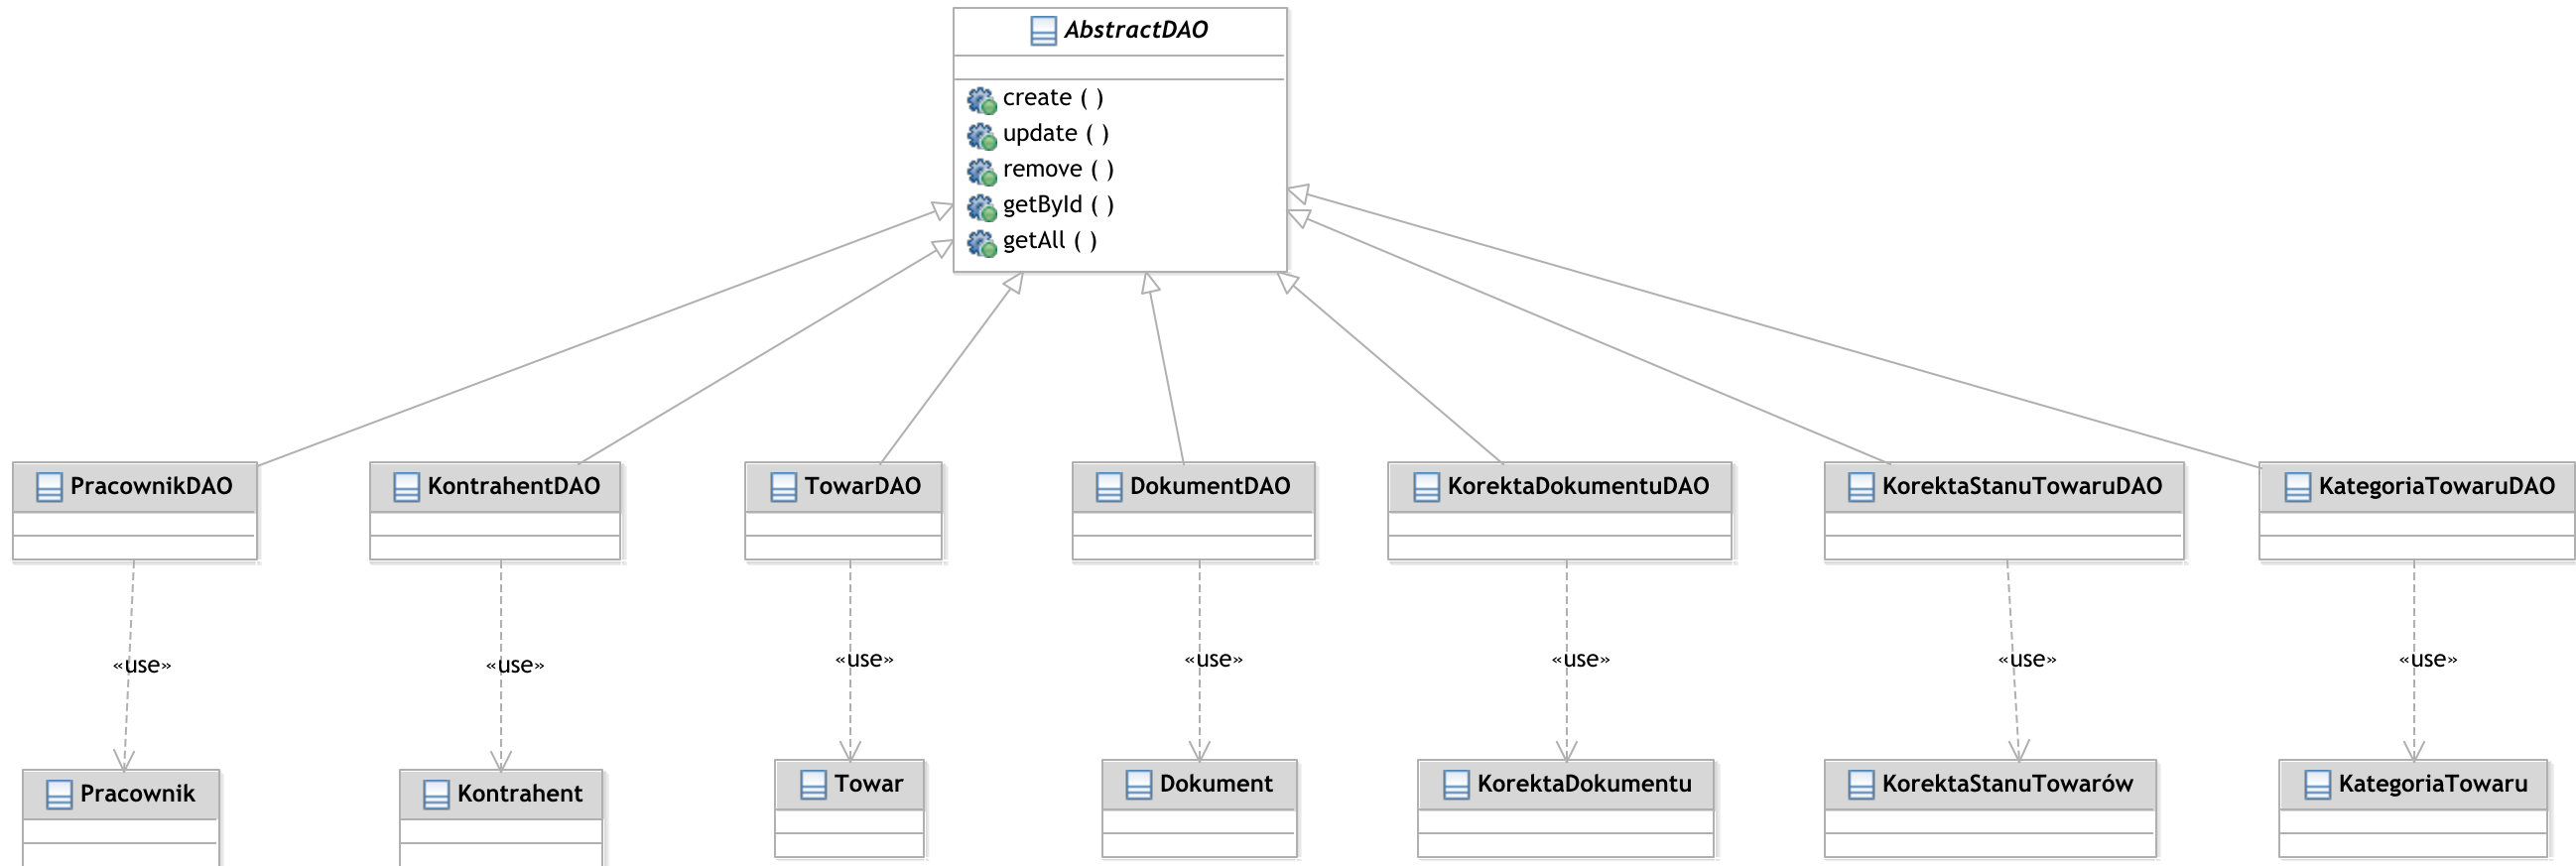 AbstractDAO
create ( )
update ( )
remove ( )
getById ( )
getAll ( )
PracownikDAO
KontrahentDAO
TowarDAO
DokumentDAO
KorektaDokumentuDAO
KorektaStanuTowaruDAO
KategoriaTowaruDAO
«use»
«use»
«use»
«use»
«use»
«use»
«use»
Pracownik
Kontrahent
Towar
Dokument
KorektaDokumentu
KorektaStanuTowarów
KategoriaTowaru